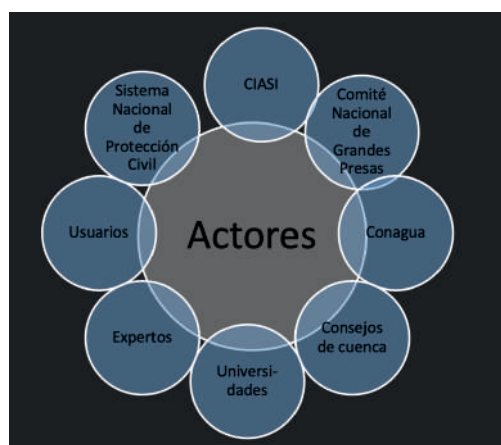 CIASI
Comité
Nacional
de
Grandes
Presas
Conagua
Consejos
de cuenca
Universi-
dades
Expertos
Usuarios
Sistema
Nacional
de
Protección
Civil
Actores